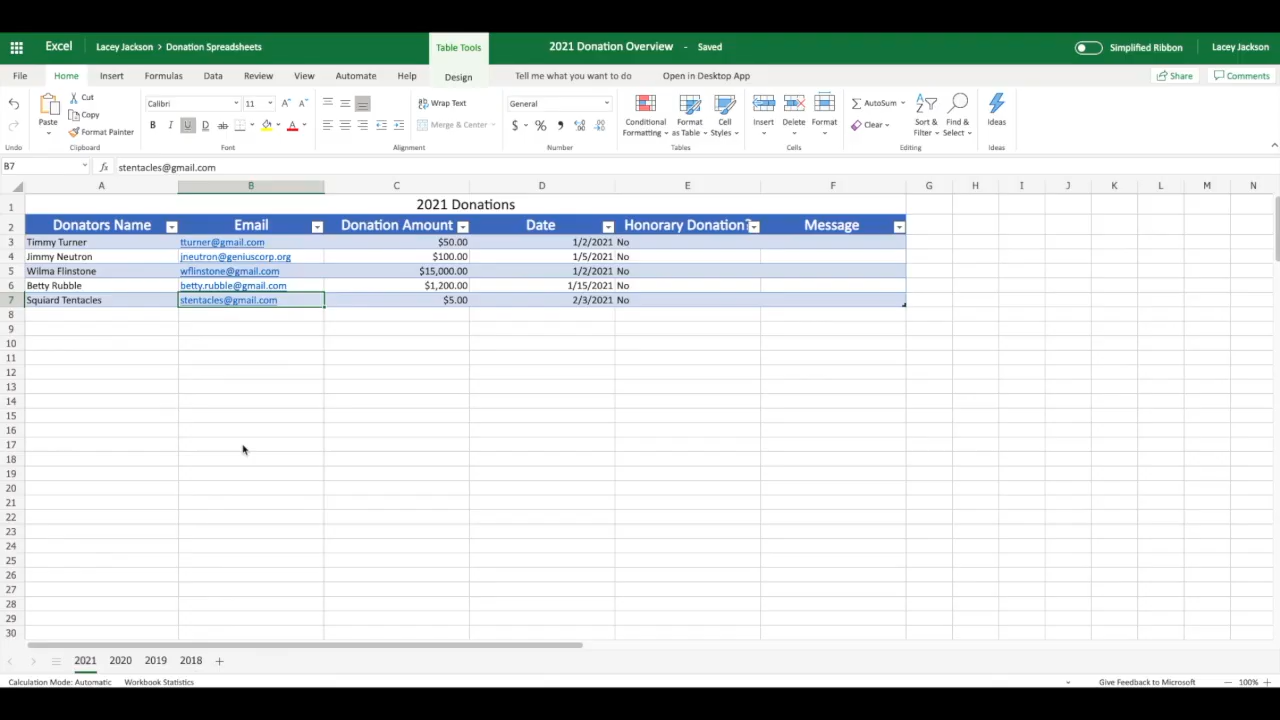 Excel Lacey Jackson > Donation Spreadsheets Table Tools 2021 Donation Overview - Saved Simplified Ribbon Lacey Jackson
File Home Insert Formulas Data Review View Automate Help Design Tell me what you want to do Open in Desktop App Share Comments
Cut
Copy
Format Painter
Paste
Calibri 11
B I U D ab A
Wrap Text
Merge & Center
General
$ % ,
Conditional Formatting
Format as Table
Cell Styles
Insert Delete Format
AutoSum
Clear
Sort & Filter
Find & Select
Ideas
Undo Clipboard Font Alignment Number Tables Cells Editing Ideas
B7 fx stentacles@gmail.com
A B C D E F G H I J K L M N
1 2021 Donations
2 Donators Name Email Donation Amount Date Honorary Donation? Message
3 Timmy Turner tturner@gmail.com $50.00 1/2/2021 No
4 Jimmy Neutron jneutron@geniuscorp.org $100.00 1/5/2021 No
5 Wilma Flinstone wflinstone@gmail.com $15,000.00 1/2/2021 No
6 Betty Rubble betty.rubble@gmail.com $1,200.00 1/15/2021 No
7 Squiard Tentacles stentacles@gmail.com $5.00 2/3/2021 No
8
9
10
11
12
13
14
15
16
17
18
19
20
21
22
23
24
25
26
27
28
29
30
2021 2020 2019 2018 +
Calculation Mode: Automatic Workbook Statistics Give Feedback to Microsoft — 100% +